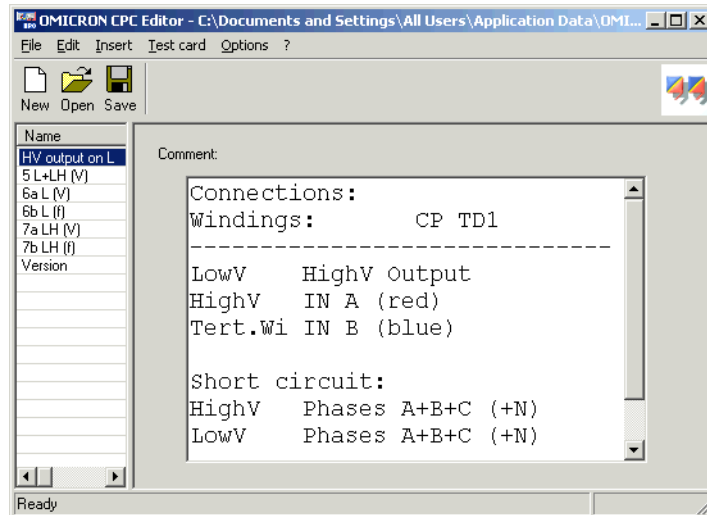 OMICRON CPC Editor - C:\Documents and Settings\All Users\Application Data\OMI...
File Edit Insert Test card Options ?
New Open Save
Name
HV output on L
5 L+LH (V)
6a L (V)
6b L (f)
7a LH (V)
7b LH (f)
Version
Comment:
Connections:
Windings: CP TD1
-------------------------------
LowV HighV Output
HighV IN A (red)
Tert.Wi IN B (blue)
Short circuit:
HighV Phases A+B+C (+N)
LowV Phases A+B+C (+N)
Ready